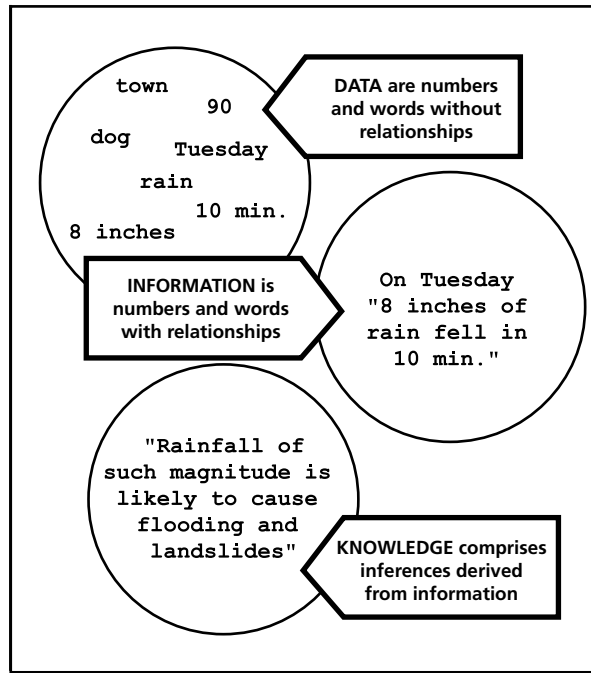 town
90
dog
Tuesday
rain
10 min.
8 inches
DATA are numbers
and words without
relationships
INFORMATION is
numbers and words
with relationships
On Tuesday
"8 inches of
rain fell in
10 min."
"Rainfall of
such magnitude is
likely to cause
flooding and
landslides"
KNOWLEDGE comprises
inferences derived
from information